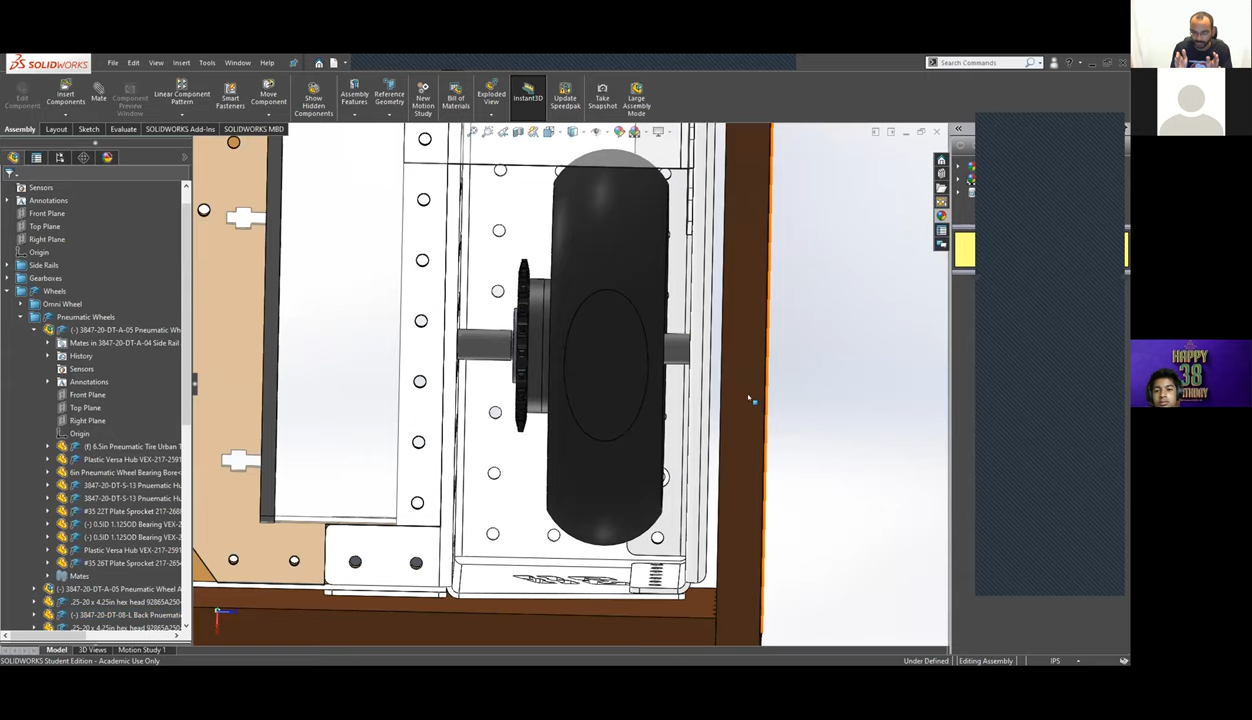 SOLIDWORKS
File Edit View Insert Tools Window Help
Search Commands
Edit Component
Insert Components
Mate
Component Preview Window
Linear Component Pattern
Smart Fasteners
Move Component
Show Hidden Components
Assembly Features
Reference Geometry
New Motion Study
Bill of Materials
Exploded View
Instant3D
Update Speedpak
Take Snapshot
Large Assembly Mode
Assembly Layout Sketch Evaluate SOLIDWORKS Add-Ins SOLIDWORKS MBD
Sensors
Annotations
Front Plane
Top Plane
Right Plane
Origin
Side Rails
Gearboxes
Wheels
Omni Wheel
Pneumatic Wheels
(-) 3847-20-DT-A-05 Pneumatic Wh
Mates in 3847-20-DT-A-04 Side Rail
History
Sensors
Annotations
Front Plane
Top Plane
Right Plane
Origin
(f) 6.5in Pneumatic Tire Urban T
Plastic Versa Hub VEX-217-2591
6in Pneumatic Wheel Bearing Bore<
3847-20-DT-S-13 Pnuematic Hu
3847-20-DT-S-13 Pnuematic Hu
#35 22T Plate Sprocket 217-268
(-) 0.5ID 1.125OD Bearing VEX-2
(-) 0.5ID 1.125OD Bearing VEX-2
Plastic Versa Hub VEX-217-2591
#35 26T Plate Sprocket 217-265
Mates
(-) 3847-20-DT-A-05 Pneumatic Wheel A
.25-20 x 4.25in hex head 92865A250
(-) 3847-20-DT-08-L Back Pnuemati
.25-20 x 4.25in hex head 92865A250
Model 3D Views Motion Study 1
SOLIDWORKS Student Edition - Academic Use Only
Under Defined Editing Assembly IPS
HAPPY
38